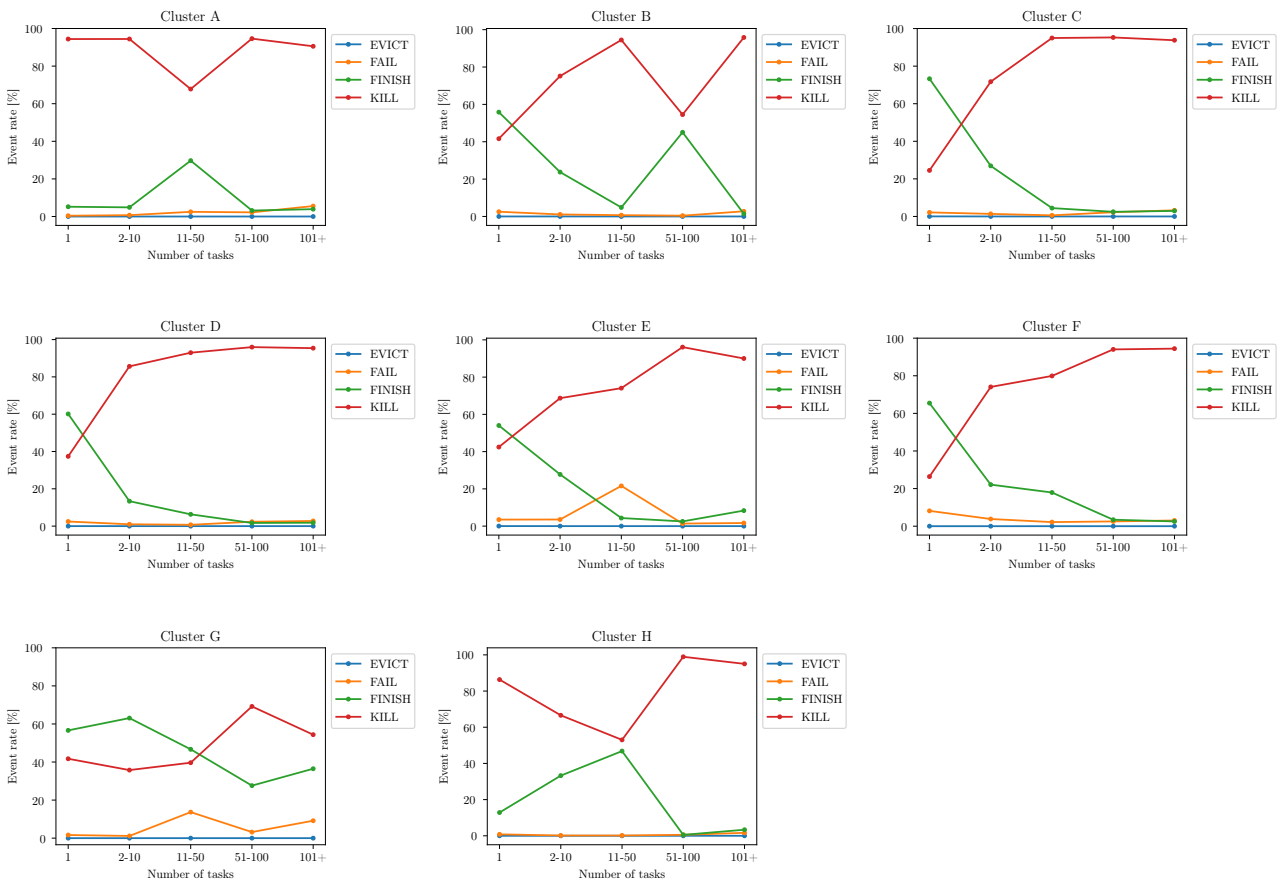 Cluster A
100
80
60
40
20
0
Event rate [%]
1 2-10 11-50 51-100 101+
Number of tasks
EVICT
FAIL
FINISH
KILL
Cluster B
100
80
60
40
20
0
Event rate [%]
1 2-10 11-50 51-100 101+
Number of tasks
EVICT
FAIL
FINISH
KILL
Cluster C
100
80
60
40
20
0
Event rate [%]
1 2-10 11-50 51-100 101+
Number of tasks
EVICT
FAIL
FINISH
KILL
Cluster D
100
80
60
40
20
0
Event rate [%]
1 2-10 11-50 51-100 101+
Number of tasks
EVICT
FAIL
FINISH
KILL
Cluster E
100
80
60
40
20
0
Event rate [%]
1 2-10 11-50 51-100 101+
Number of tasks
EVICT
FAIL
FINISH
KILL
Cluster F
100
80
60
40
20
0
Event rate [%]
1 2-10 11-50 51-100 101+
Number of tasks
EVICT
FAIL
FINISH
KILL
Cluster G
100
80
60
40
20
0
Event rate [%]
1 2-10 11-50 51-100 101+
Number of tasks
EVICT
FAIL
FINISH
KILL
Cluster H
100
80
60
40
20
0
Event rate [%]
1 2-10 11-50 51-100 101+
Number of tasks
EVICT
FAIL
FINISH
KILL